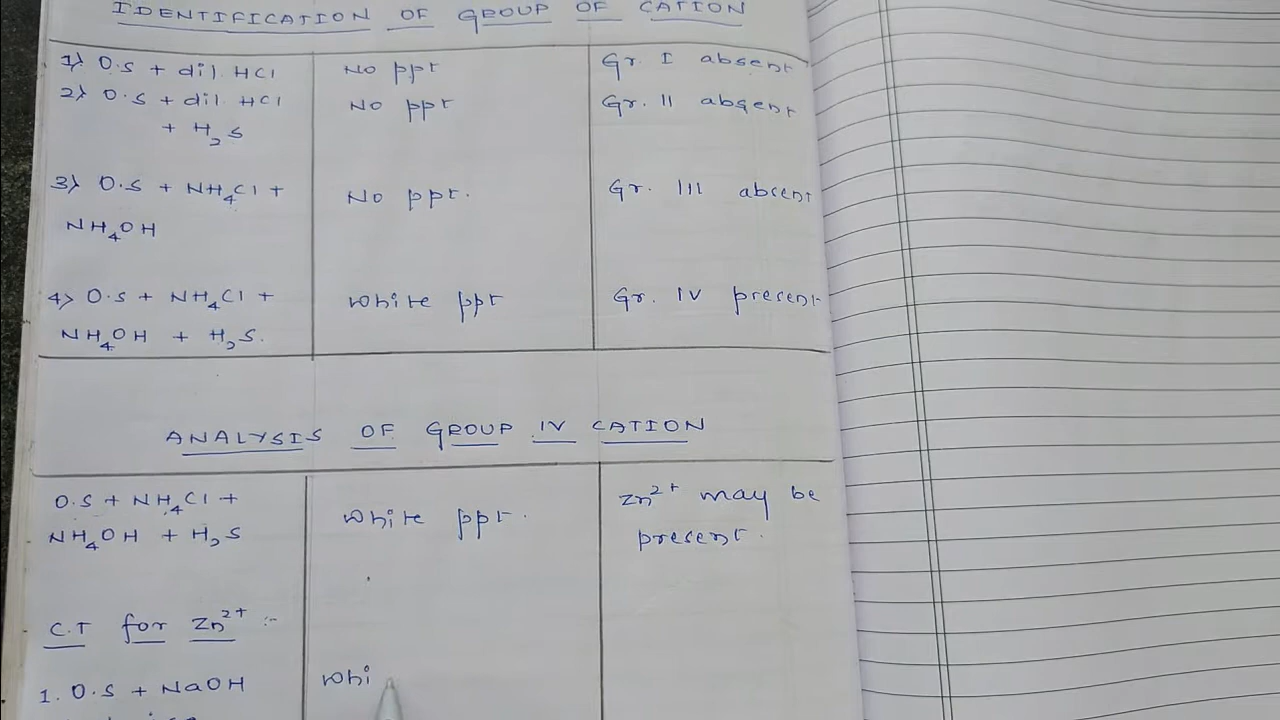 IDENTIFICATION OF GROUP OF CATION
1) O.S + dil. HCl No ppt Gr. I absent
2) O.S + dil. HCl No ppt Gr. II absent
+ H2S
3) O.S + NH4Cl + No ppt. Gr. III absent
NH4OH
4) O.S + NH4Cl + White ppt Gr. IV present
NH4OH + H2S.
ANALYSIS OF GROUP IV CATION
O.S + NH4Cl + White ppt. Zn2+ may be
NH4OH + H2S present.
C.T for Zn2+ :-
1. O.S + NaOH Whi